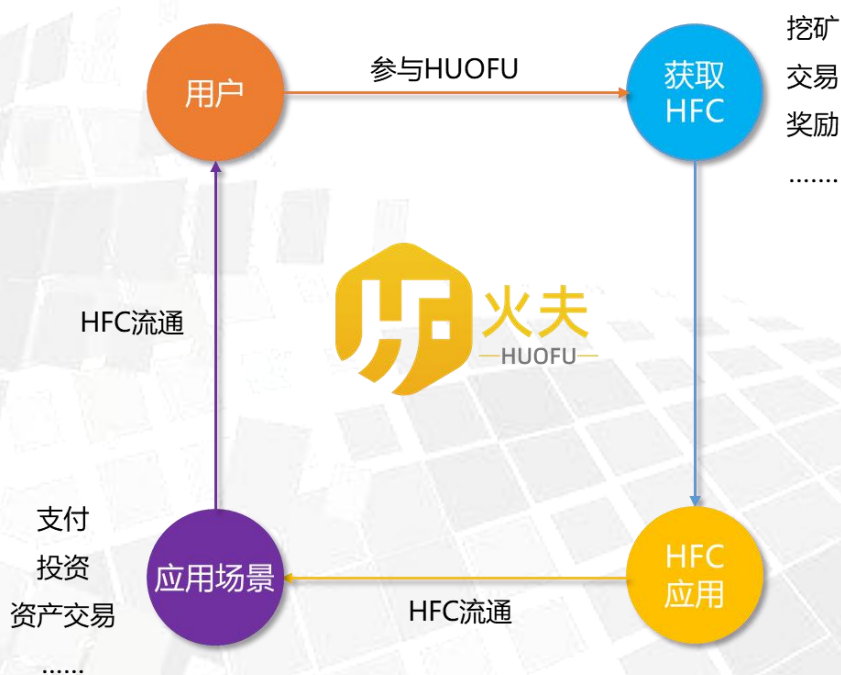 用户
参与HUOFU
获取
HFC
挖矿
交易
奖励
.......
HFC流通
火夫
HUOFU
支付
投资
资产交易
......
应用场景
HFC流通
HFC
应用